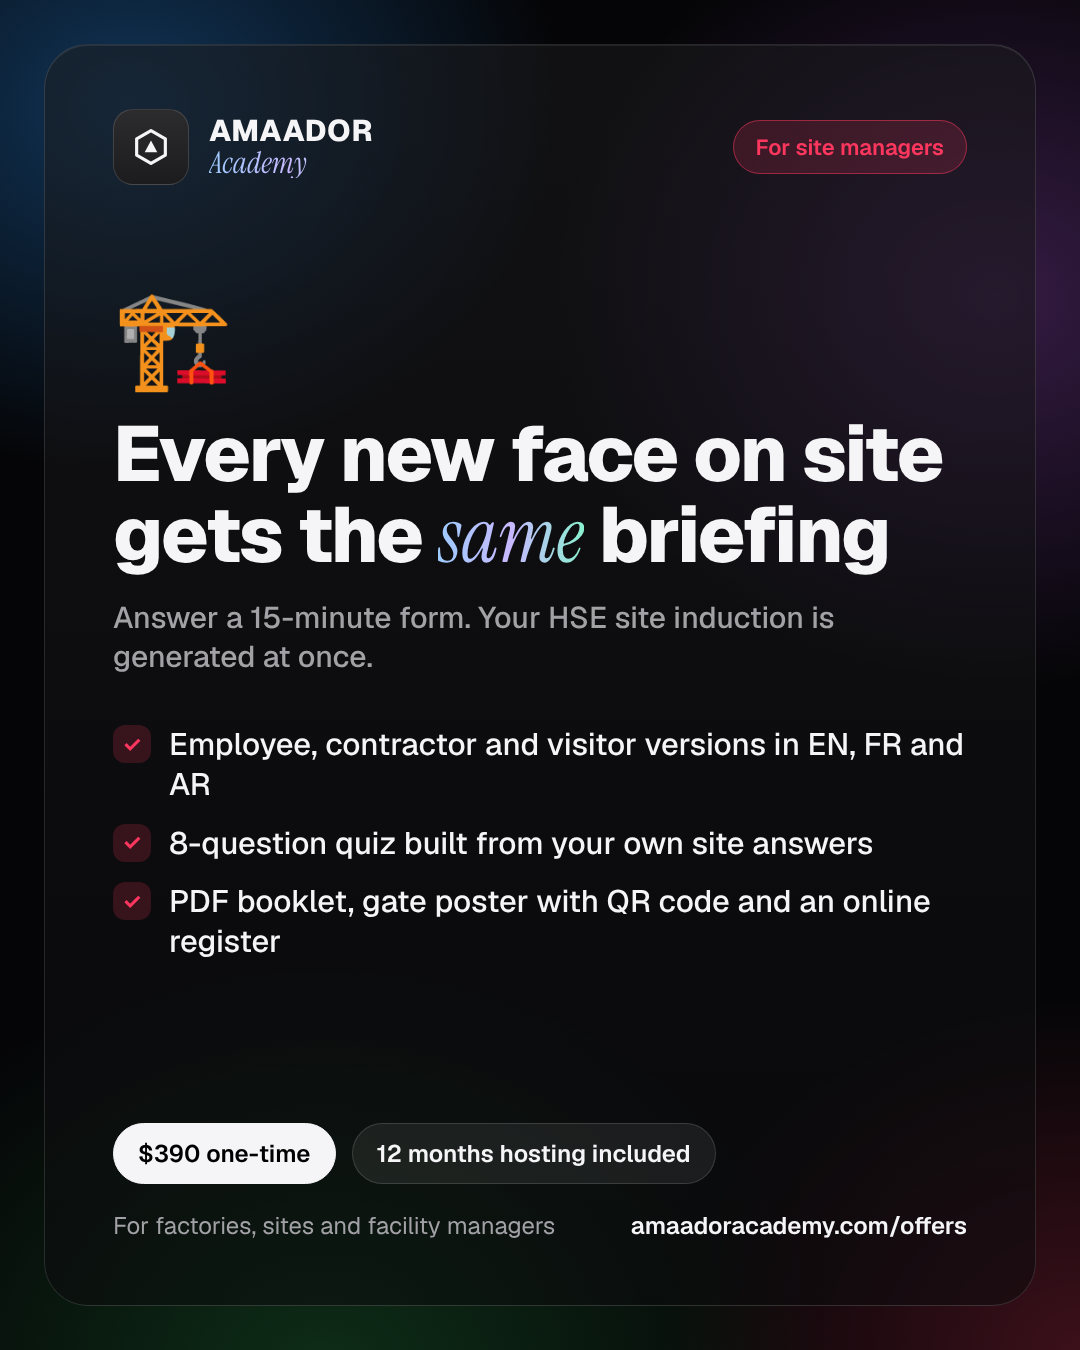 AMAADOR
Academy
For site managers
Every new face on site
gets the same briefing
Answer a 15-minute form. Your HSE site induction is
generated at once.
Employee, contractor and visitor versions in EN, FR and
AR
8-question quiz built from your own site answers
PDF booklet, gate poster with QR code and an online
register
$390 one-time
12 months hosting included
For factories, sites and facility managers
amaadoracademy.com/offers